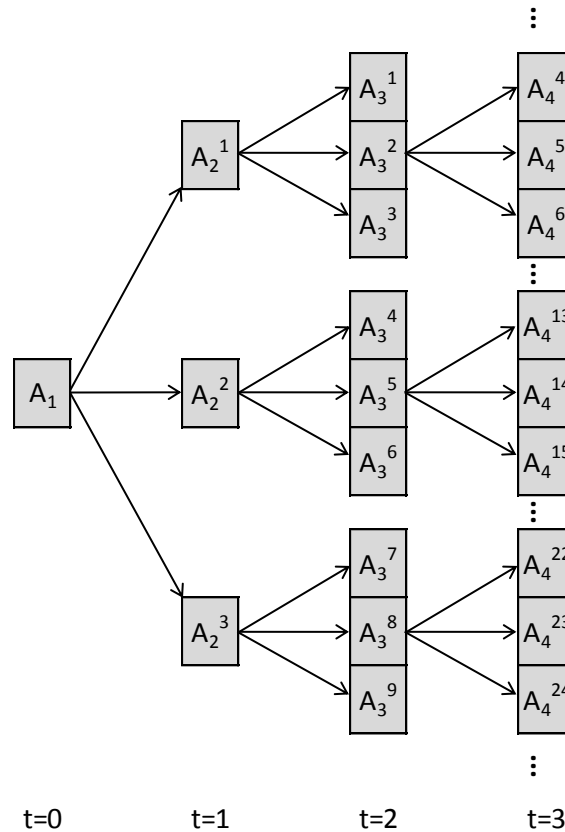 ...
A₃¹ A₄⁴
A₂¹ A₃² A₄⁵
A₃³ A₄⁶
...
A₃⁴ A₄¹³
A₁ A₂² A₃⁵ A₄¹⁴
A₃⁶ A₄¹⁵
...
A₃⁷ A₄²²
A₂³ A₃⁸ A₄²³
A₃⁹ A₄²⁴
...
t=0 t=1 t=2 t=3